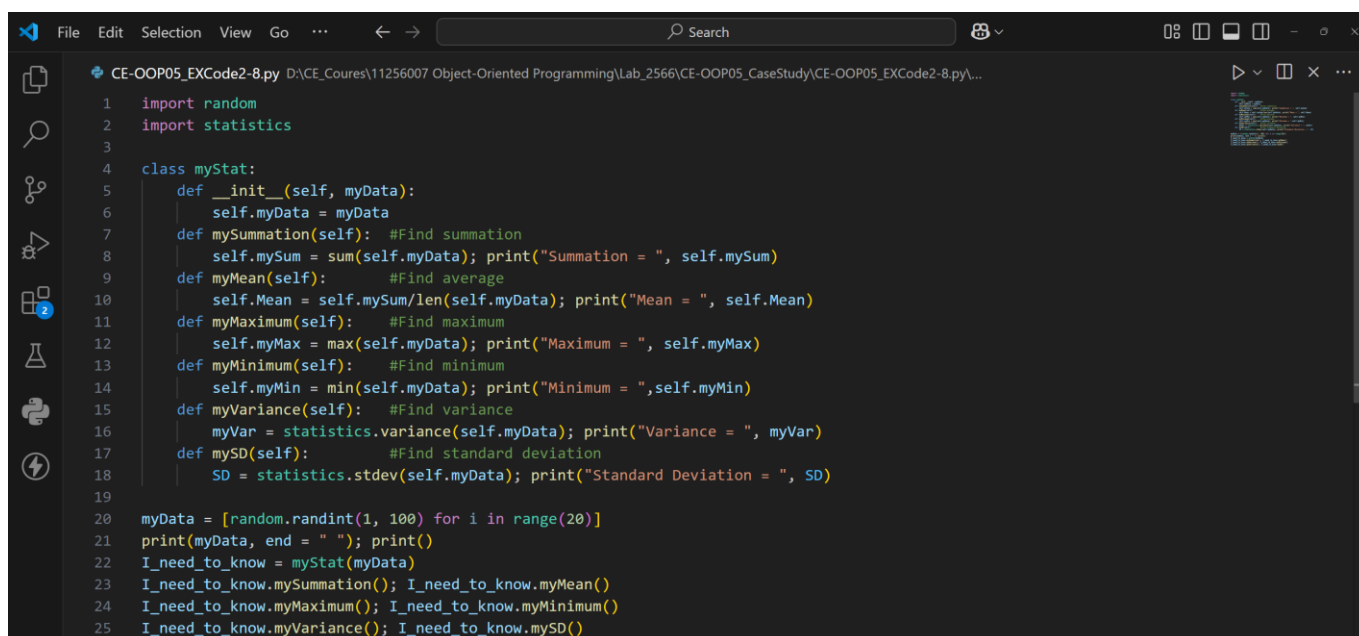 File Edit Selection View Go ··· Search
CE-OOP05_EXCode2-8.py D:\CE_Coures\11256007 Object-Oriented Programming\Lab_2566\CE-OOP05_CaseStudy\CE-OOP05_EXCode2-8.py\...
1 import random
2 import statistics
3
4 class myStat:
5     def __init__(self, myData):
6         self.myData = myData
7     def mySummation(self):  #Find summation
8         self.mySum = sum(self.myData); print("Summation = ", self.mySum)
9     def myMean(self):       #Find average
10         self.Mean = self.mySum/len(self.myData); print("Mean = ", self.Mean)
11     def myMaximum(self):    #Find maximum
12         self.myMax = max(self.myData); print("Maximum = ", self.myMax)
13     def myMinimum(self):    #Find minimum
14         self.myMin = min(self.myData); print("Minimum = ",self.myMin)
15     def myVariance(self):   #Find variance
16         myVar = statistics.variance(self.myData); print("Variance = ", myVar)
17     def mySD(self):         #Find standard deviation
18         SD = statistics.stdev(self.myData); print("Standard Deviation = ", SD)
19
20 myData = [random.randint(1, 100) for i in range(20)]
21 print(myData, end = " "); print()
22 I_need_to_know = myStat(myData)
23 I_need_to_know.mySummation(); I_need_to_know.myMean()
24 I_need_to_know.myMaximum(); I_need_to_know.myMinimum()
25 I_need_to_know.myVariance(); I_need_to_know.mySD()
2